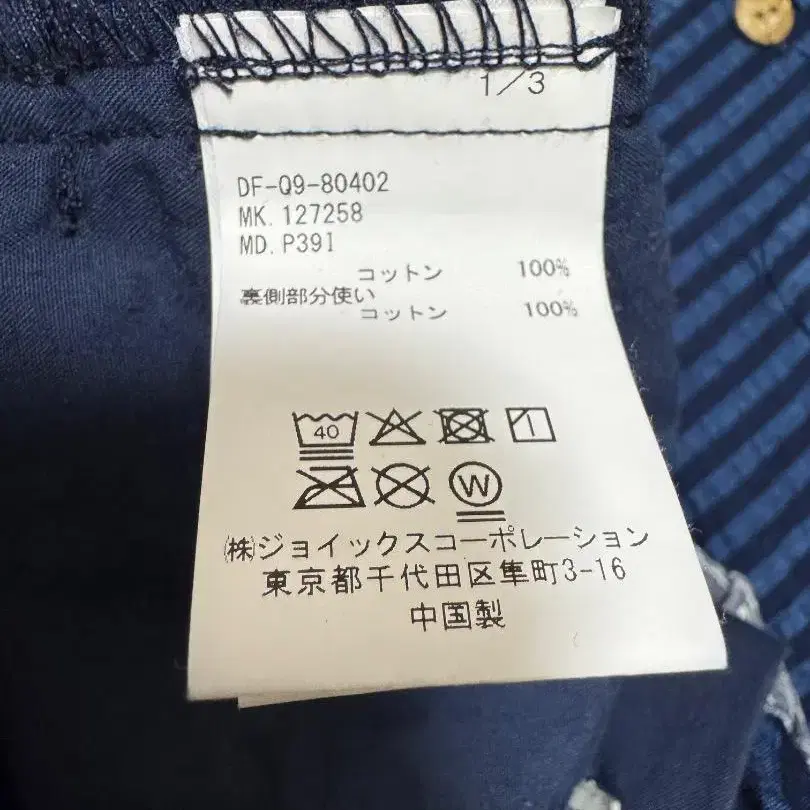 1/3
DF-Q9-80402
MK. 127258
MD. P39I
コットン 100%
裏側部分使い
コットン 100%
40
W
㈱ジョイックスコーポレーション
東京都千代田区隼町3-16
中国製